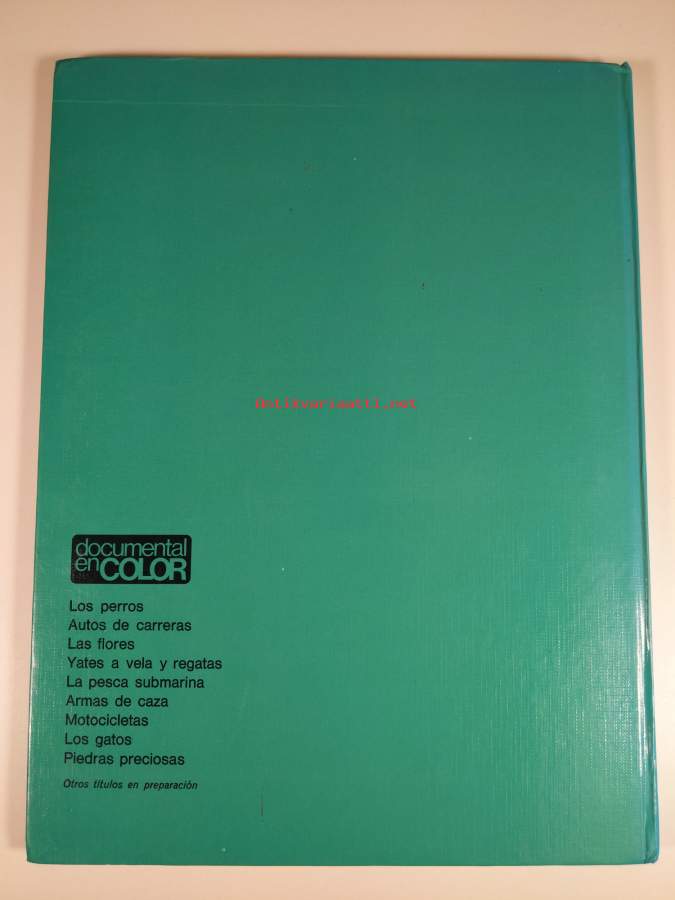 Antikvariaatti.net
documental
en COLOR
Los perros
Autos de carreras
Las flores
Yates a vela y regatas
La pesca submarina
Armas de caza
Motocicletas
Los gatos
Piedras preciosas
Otros títulos en preparación